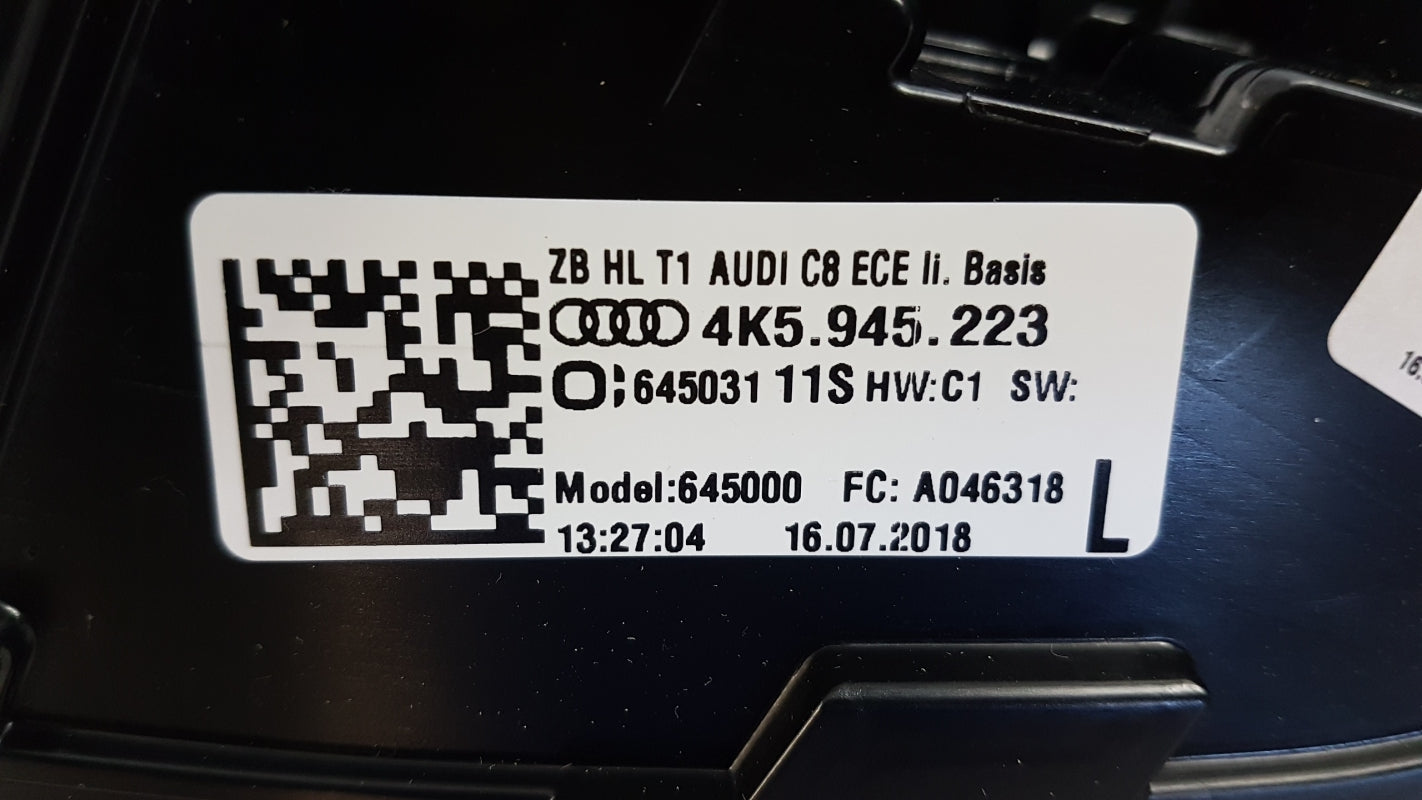 ZB HL T1 AUDI C8 ECE li. Basis
4K5.945.223
645031 11S HW:C1 SW:
Model:645000 FC: A046318
13:27:04 16.07.2018
L
16.